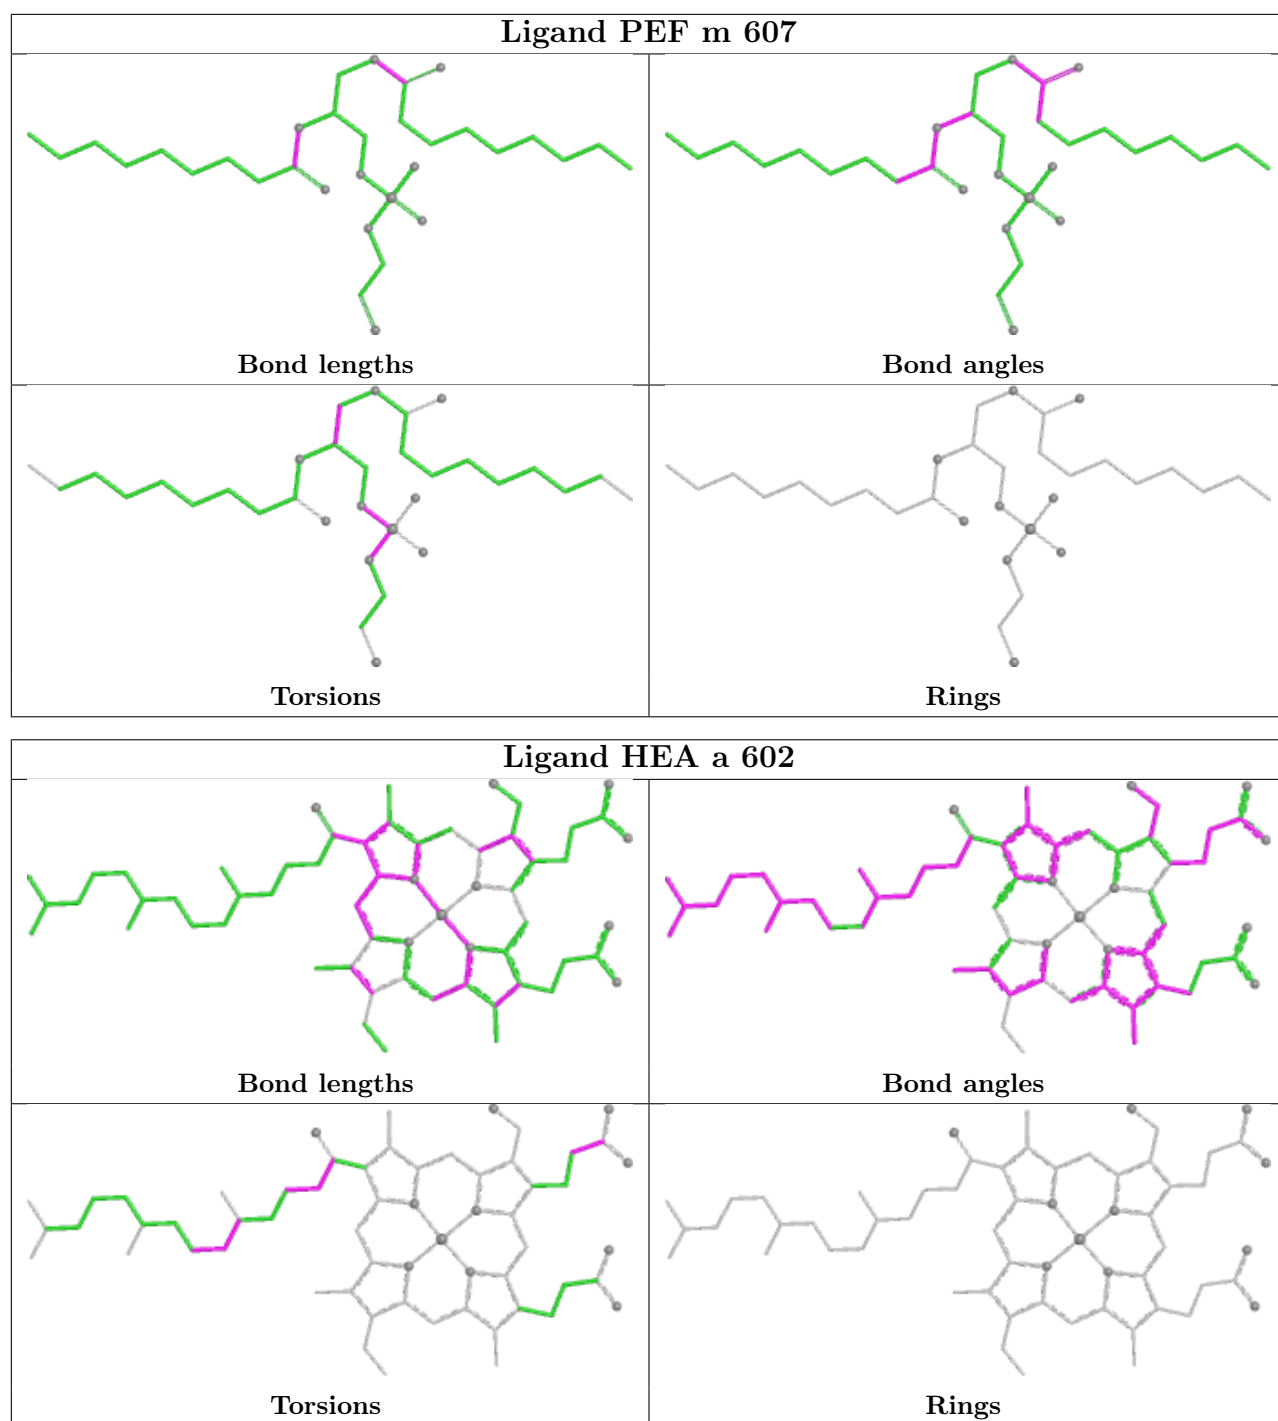 Ligand PEF m 607
Bond lengths
Bond angles
Torsions
Rings
Ligand HEA a 602
Bond lengths
Bond angles
Torsions
Rings